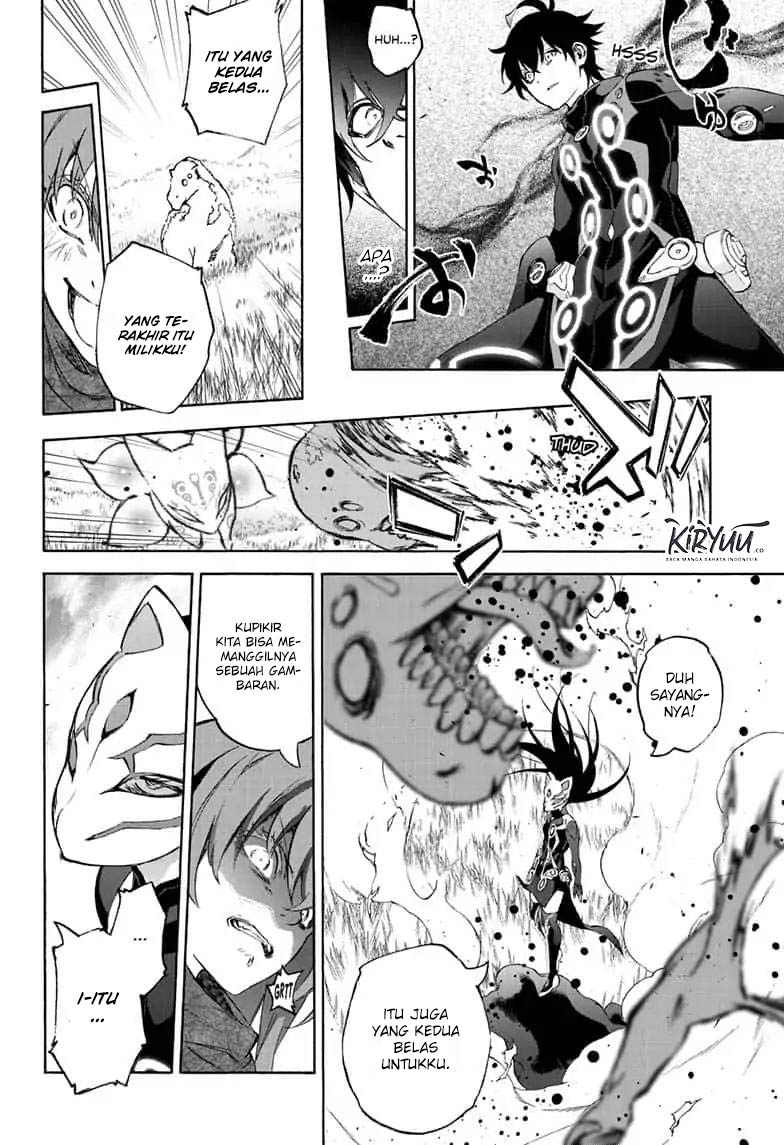 HUH...?
HSSS
APA
....?
ITU YANG
KEDUA
BELAS...
YANG TE-
RAKHIR ITU
MILIKKU!
THUD
KiRYUU.co
BACA MANGA BAHASA INDONESIA
DUH
SAYANG-
NYA!
ITU JUGA
YANG KEDUA
BELAS
UNTUKKU.
KUPIKIR
KITA BISA ME-
MANGGILNYA
SEBUAH GAM-
BARAN.
GRTT
...
I-ITU
...